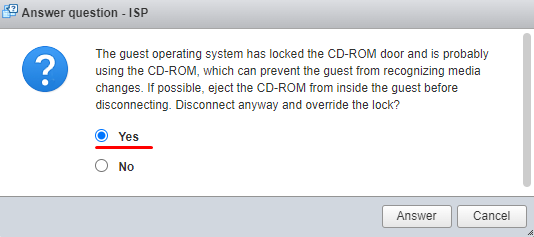 Answer question - ISP
The guest operating system has locked the CD-ROM door and is probably
using the CD-ROM, which can prevent the guest from recognizing media
changes. If possible, eject the CD-ROM from inside the guest before
disconnecting. Disconnect anyway and override the lock?
Yes
No
Answer Cancel